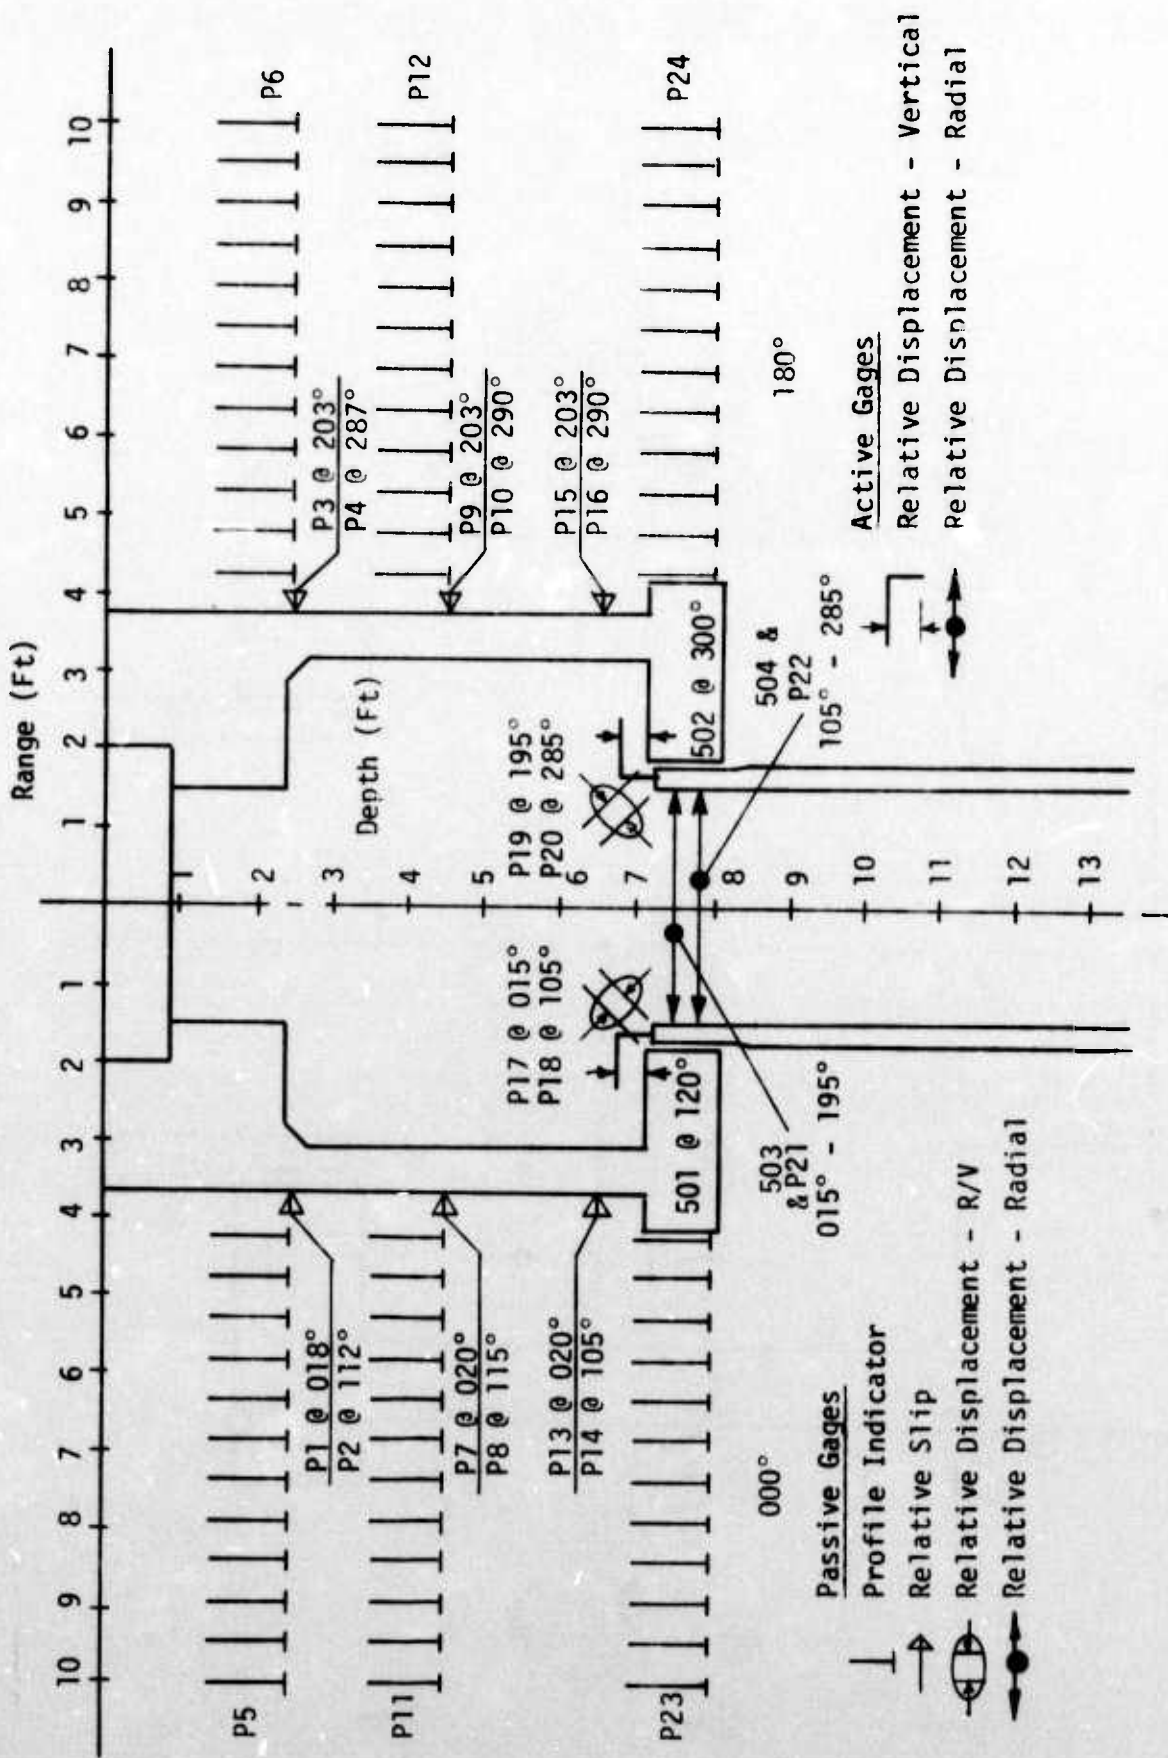 Range (Ft)
10 9 8 7 6 5 4 3 2 1 1 2 3 4 5 6 7 8 9 10
Depth (Ft)
1
2
3
4
5
6
7
8
9
10
11
12
13
P5
P6
P1 @ 018°
P2 @ 112°
P3 @ 203°
P4 @ 287°
P11
P12
P7 @ 020°
P8 @ 115°
P9 @ 203°
P10 @ 290°
P13 @ 020°
P14 @ 105°
P17 @ 015°
P18 @ 105°
P19 @ 195°
P20 @ 285°
P15 @ 203°
P16 @ 290°
P23
501 @ 120°
502 @ 300°
P24
000°
503
& P21
015° - 195°
504 &
P22
105° - 285°
180°
Passive Gages
Profile Indicator
Relative Slip
Relative Displacement - R/V
Relative Displacement - Radial
Active Gages
Relative Displacement - Vertical
Relative Displacement - Radial